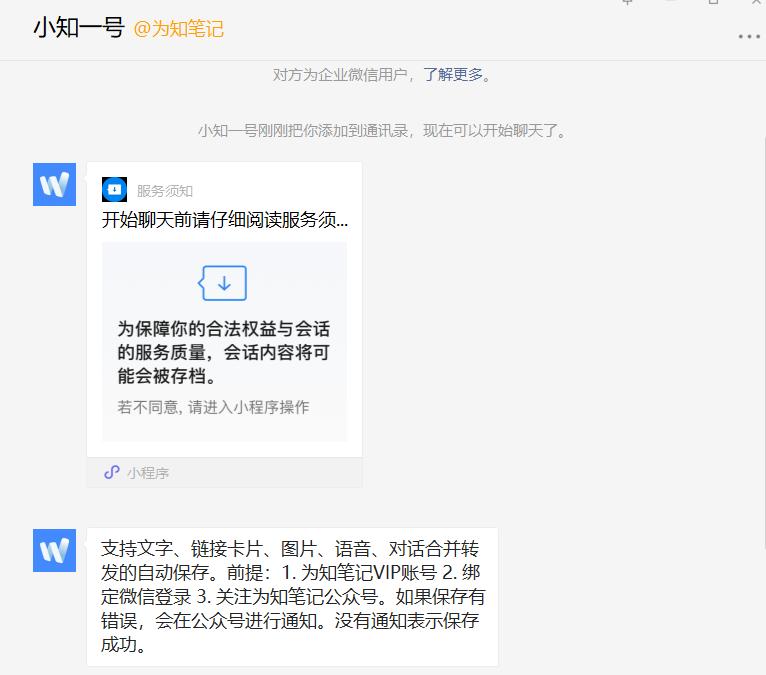 小知一号 @为知笔记
对方为企业微信用户，了解更多。
小知一号刚刚把你添加到通讯录，现在可以开始聊天了。
服务须知
开始聊天前请仔细阅读服务须...
为保障你的合法权益与会话
的服务质量，会话内容将可
能会被存档。
若不同意, 请进入小程序操作
小程序
支持文字、链接卡片、图片、语音、对话合并转
发的自动保存。前提：1. 为知笔记VIP账号 2. 绑
定微信登录 3. 关注为知笔记公众号。如果保存有
错误，会在公众号进行通知。没有通知表示保存
成功。